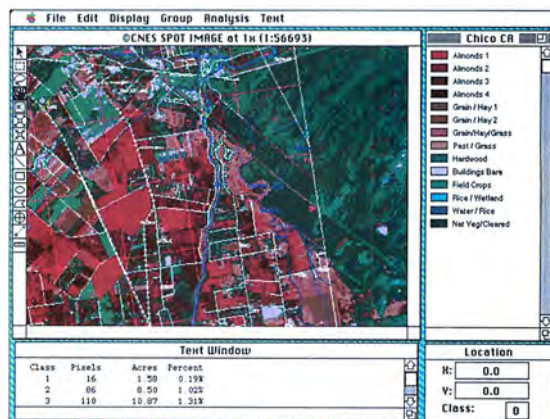 File Edit Display Group Analysis Text
©CNES SPOT IMAGE at 1x (1:56693)
Chico CA
Almonds 1
Almonds 2
Almonds 3
Almonds 4
Grain / Hay 1
Grain / Hay 2
Grain/Hay/Grass
Past / Grass
Hardwood
Buildings Bare
Field Crops
Rice / Wetland
Water / Rice
Nat Veg/Cleared
A
Text Window
Class Pixels Acres Percent
1 16 1.58 0.19%
2 86 8.50 1.02%
3 110 10.87 1.31%
Location
X: 0.0
Y: 0.0
Class: 0